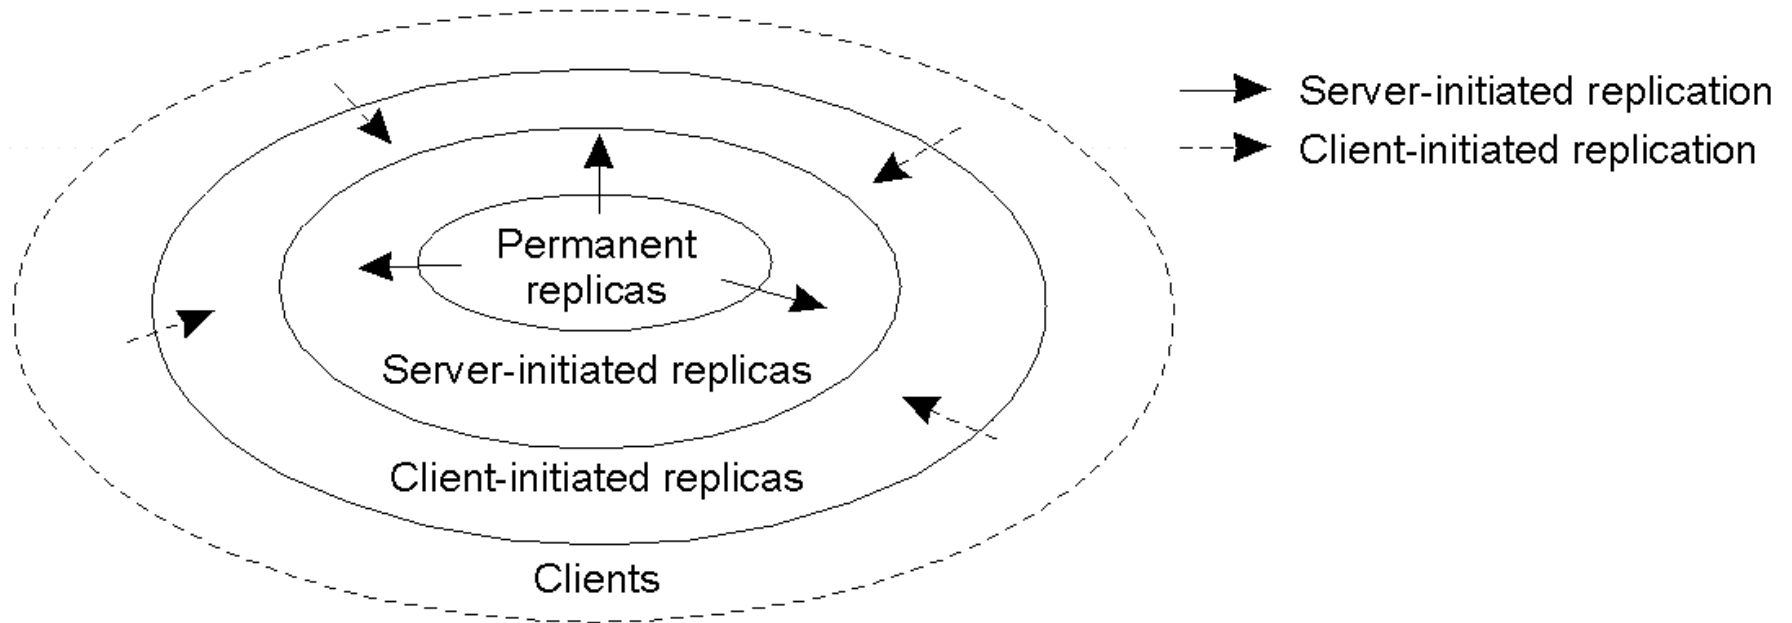 Server-initiated replication
Client-initiated replication
Permanent
replicas
Server-initiated replicas
Client-initiated replicas
Clients